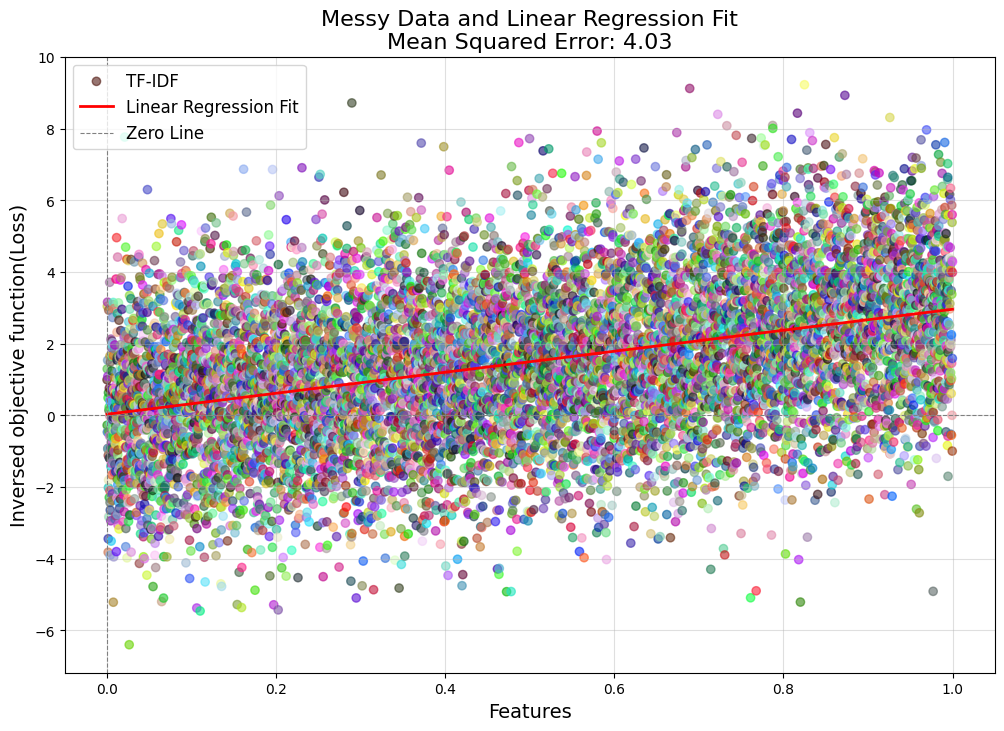 Messy Data and Linear Regression Fit
Mean Squared Error: 4.03
TF-IDF
Linear Regression Fit
Zero Line
Inversed objective function(Loss)
10
8
6
4
2
0
−2
−4
−6
0.0
0.2
0.4
0.6
0.8
1.0
Features